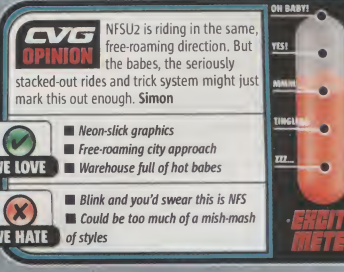 CVG
OPINION
NFSU2 is riding in the same,
free-roaming direction. But
the babes, the seriously
stacked-out rides and trick system might just
mark this out enough. Simon
WE LOVE
■ Neon-slick graphics
■ Free-roaming city approach
■ Warehouse full of hot babes
WE HATE
■ Blink and you'd swear this is NFS
■ Could be too much of a mish-mash
of styles
OH BABY!
YES!
MMM
TINGLE
ZZZ...
EXCIT
METE